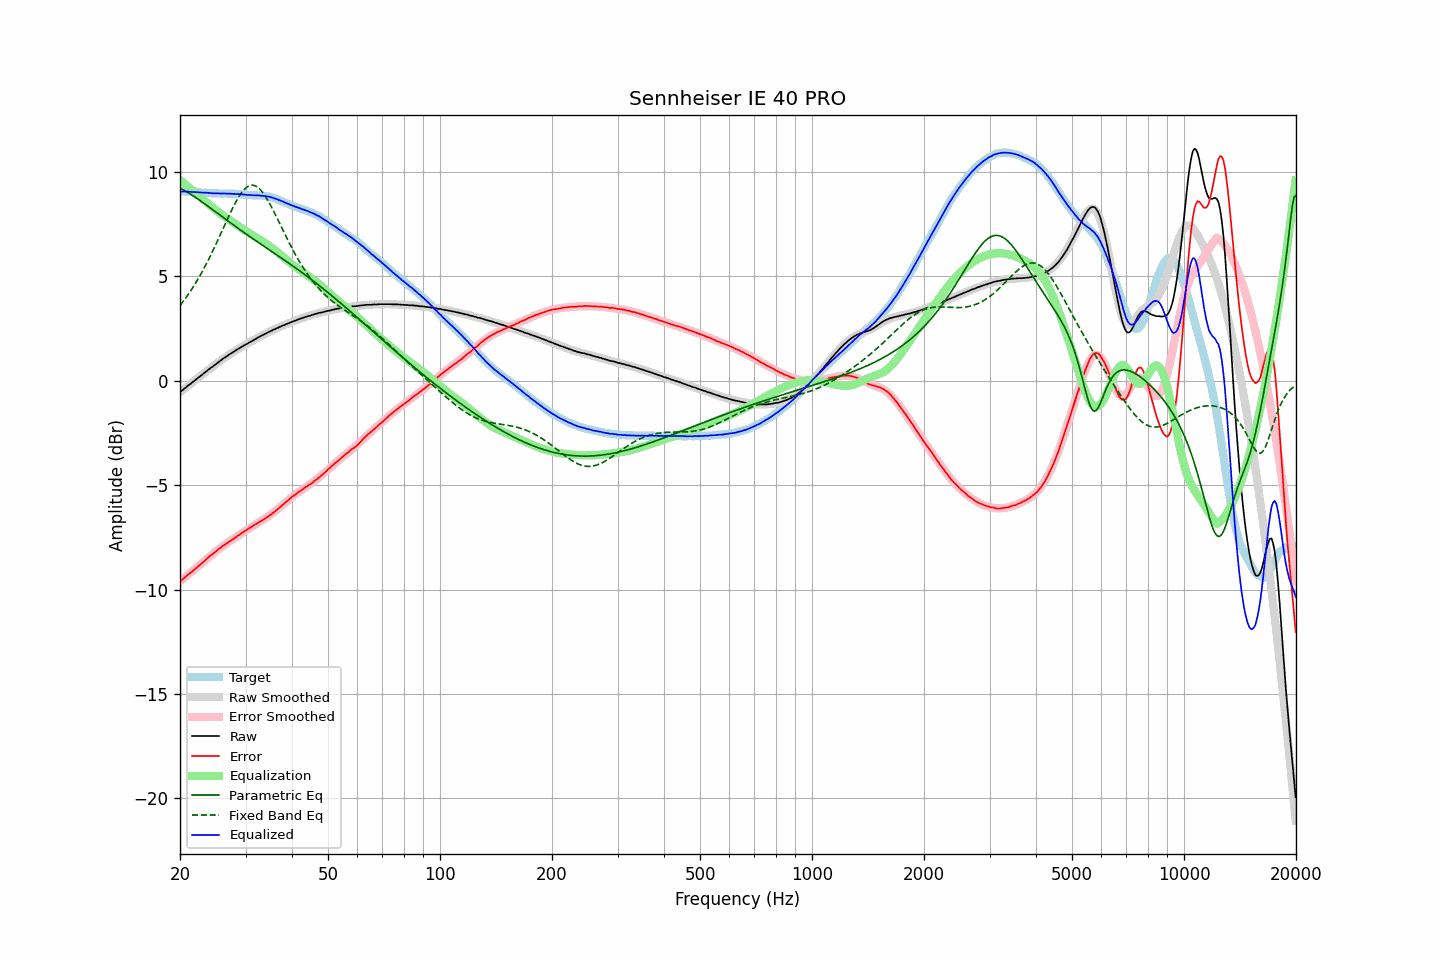 Sennheiser IE 40 PRO
Amplitude (dBr)
10
5
0
−5
−10
−15
−20
Target
Raw Smoothed
Error Smoothed
Raw
Error
Equalization
Parametric Eq
Fixed Band Eq
Equalized
20 50 100 200 500 1000 2000 5000 10000 20000
Frequency (Hz)